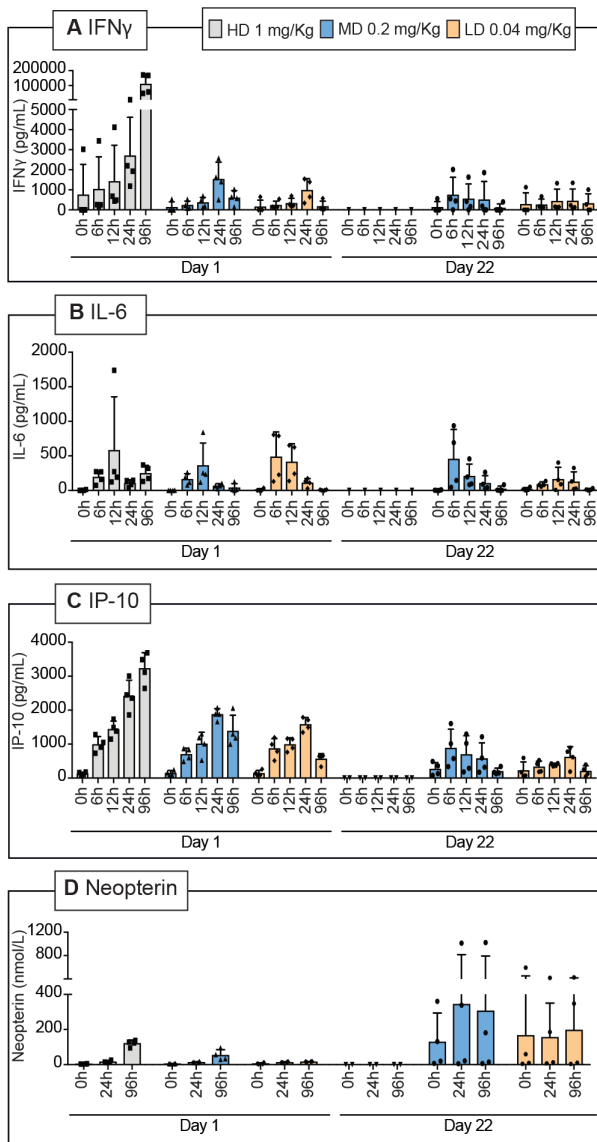 A IFNγ
HD 1 mg/Kg MD 0.2 mg/Kg LD 0.04 mg/Kg
IFNγ (pg/mL)
100000
100000
5000
4000
3000
2000
1000
0
0h 6h 12h 24h 96h 0h 6h 12h 24h 96h 0h 6h 12h 24h 96h 0h 6h 12h 24h 96h 0h 6h 12h 24h 96h 0h 6h 12h 24h 96h
Day 1 Day 22
B IL-6
IL-6 (pg/mL)
2000
1500
1000
500
0
0h 6h 12h 24h 96h 0h 6h 12h 24h 96h 0h 6h 12h 24h 96h 0h 6h 12h 24h 96h 0h 6h 12h 24h 96h 0h 6h 12h 24h 96h
Day 1 Day 22
C IP-10
IP-10 (pg/mL)
4000
3000
2000
1000
0
0h 6h 12h 24h 96h 0h 6h 12h 24h 96h 0h 6h 12h 24h 96h 0h 6h 12h 24h 96h 0h 6h 12h 24h 96h 0h 6h 12h 24h 96h
Day 1 Day 22
D Neopterin
Neopterin (nmol/L)
1200
800
400
200
0
0h 24h 96h 0h 24h 96h 0h 24h 96h 0h 24h 96h 0h 24h 96h 0h 24h 96h
Day 1 Day 22